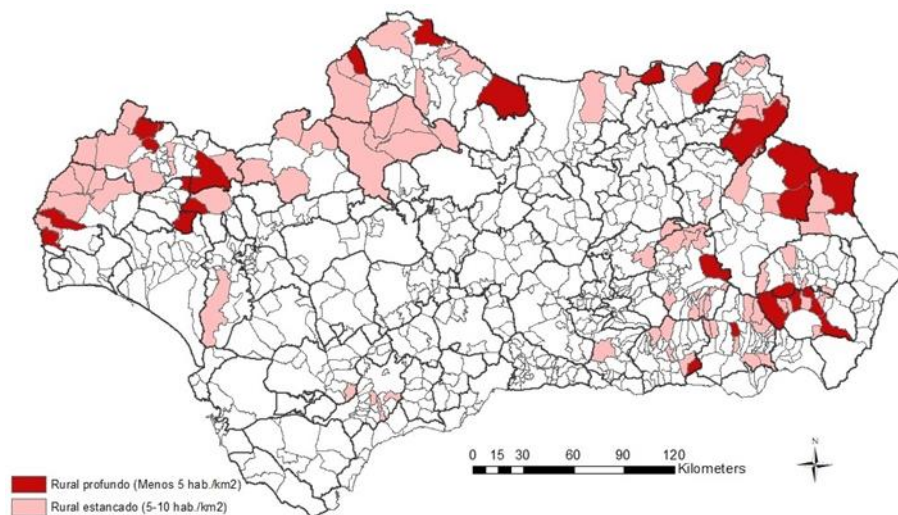 N
0 15 30 60 90 120
Kilometers
Rural profundo (Menos 5 hab./km2)
Rural estancado (5-10 hab./km2)